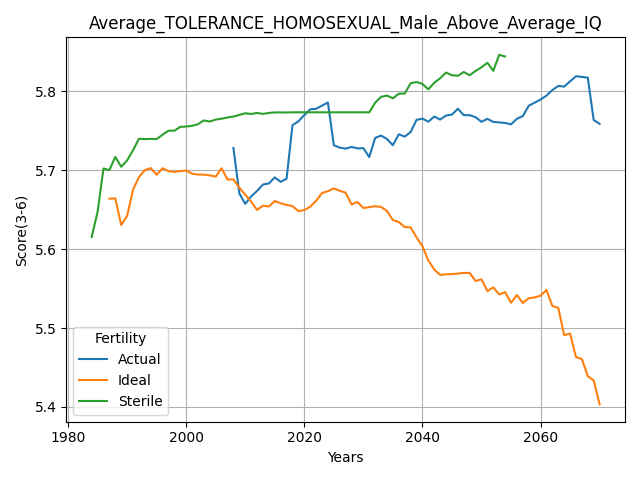 Average_TOLERANCE_HOMOSEXUAL_Male_Above_Average_IQ
Score(3-6)
5.8
5.7
5.6
5.5
5.4
Fertility
Actual
Ideal
Sterile
1980
2000
2020
2040
2060
Years